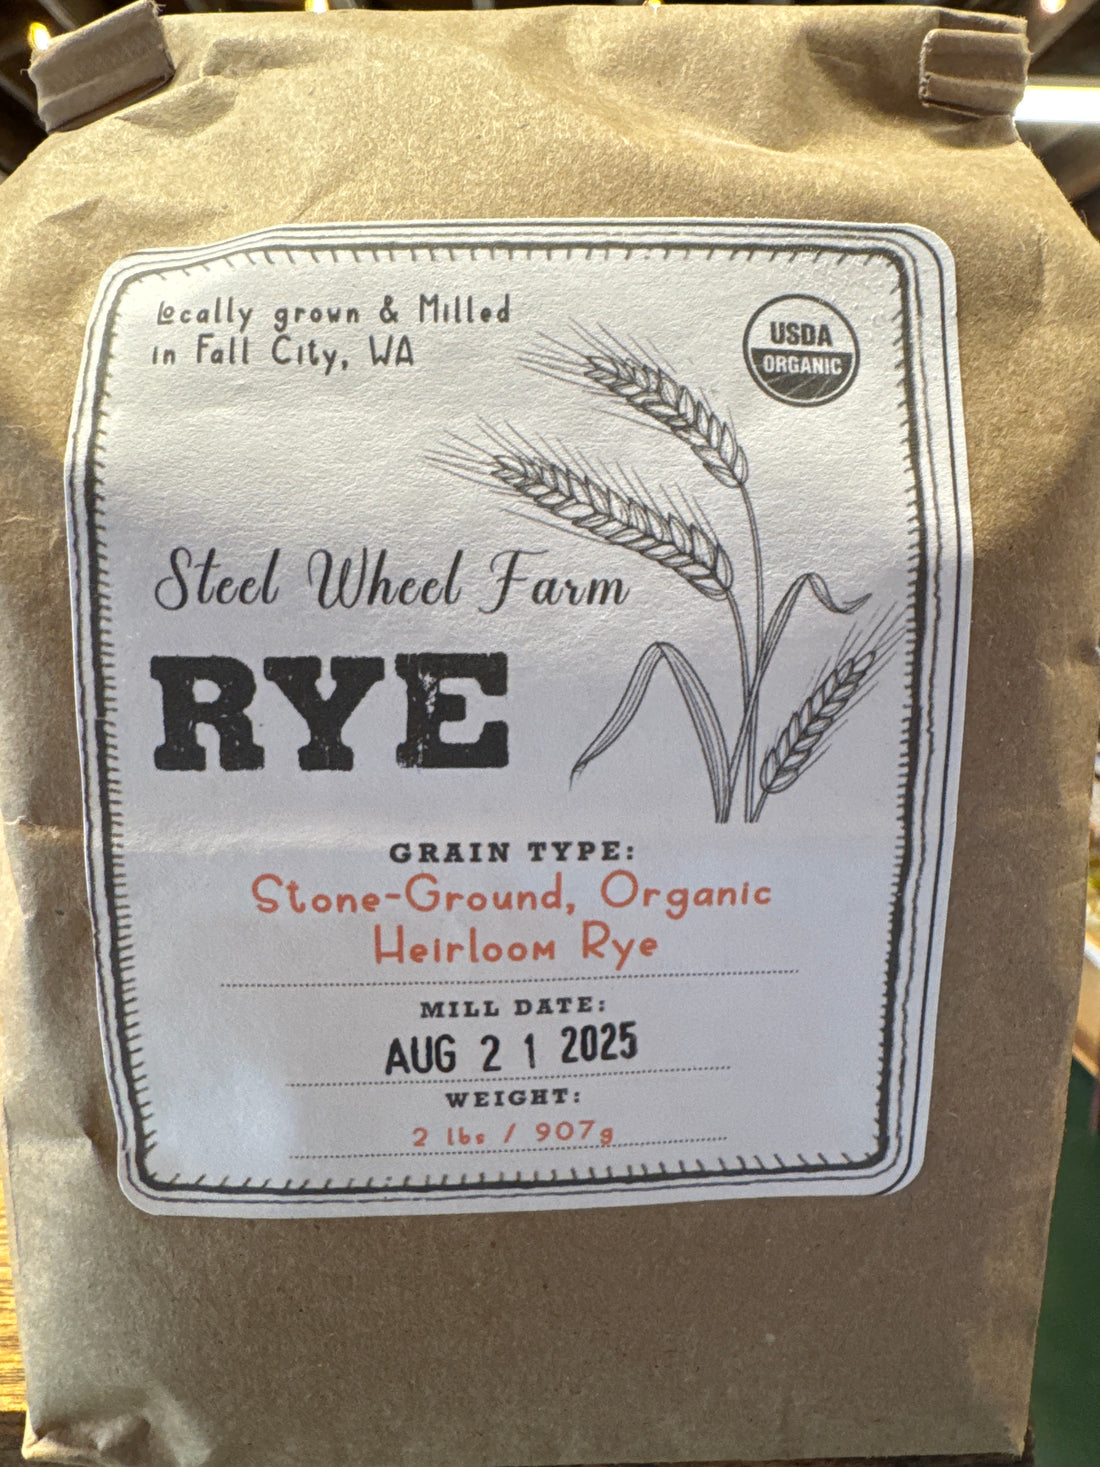 Locally grown & Milled
in Fall City, WA
USDA
ORGANIC
Steel Wheel Farm
RYE
GRAIN TYPE:
Stone-Ground, Organic
Heirloom Rye
MILL DATE:
AUG 2 1 2025
WEIGHT:
2 lbs / 907g